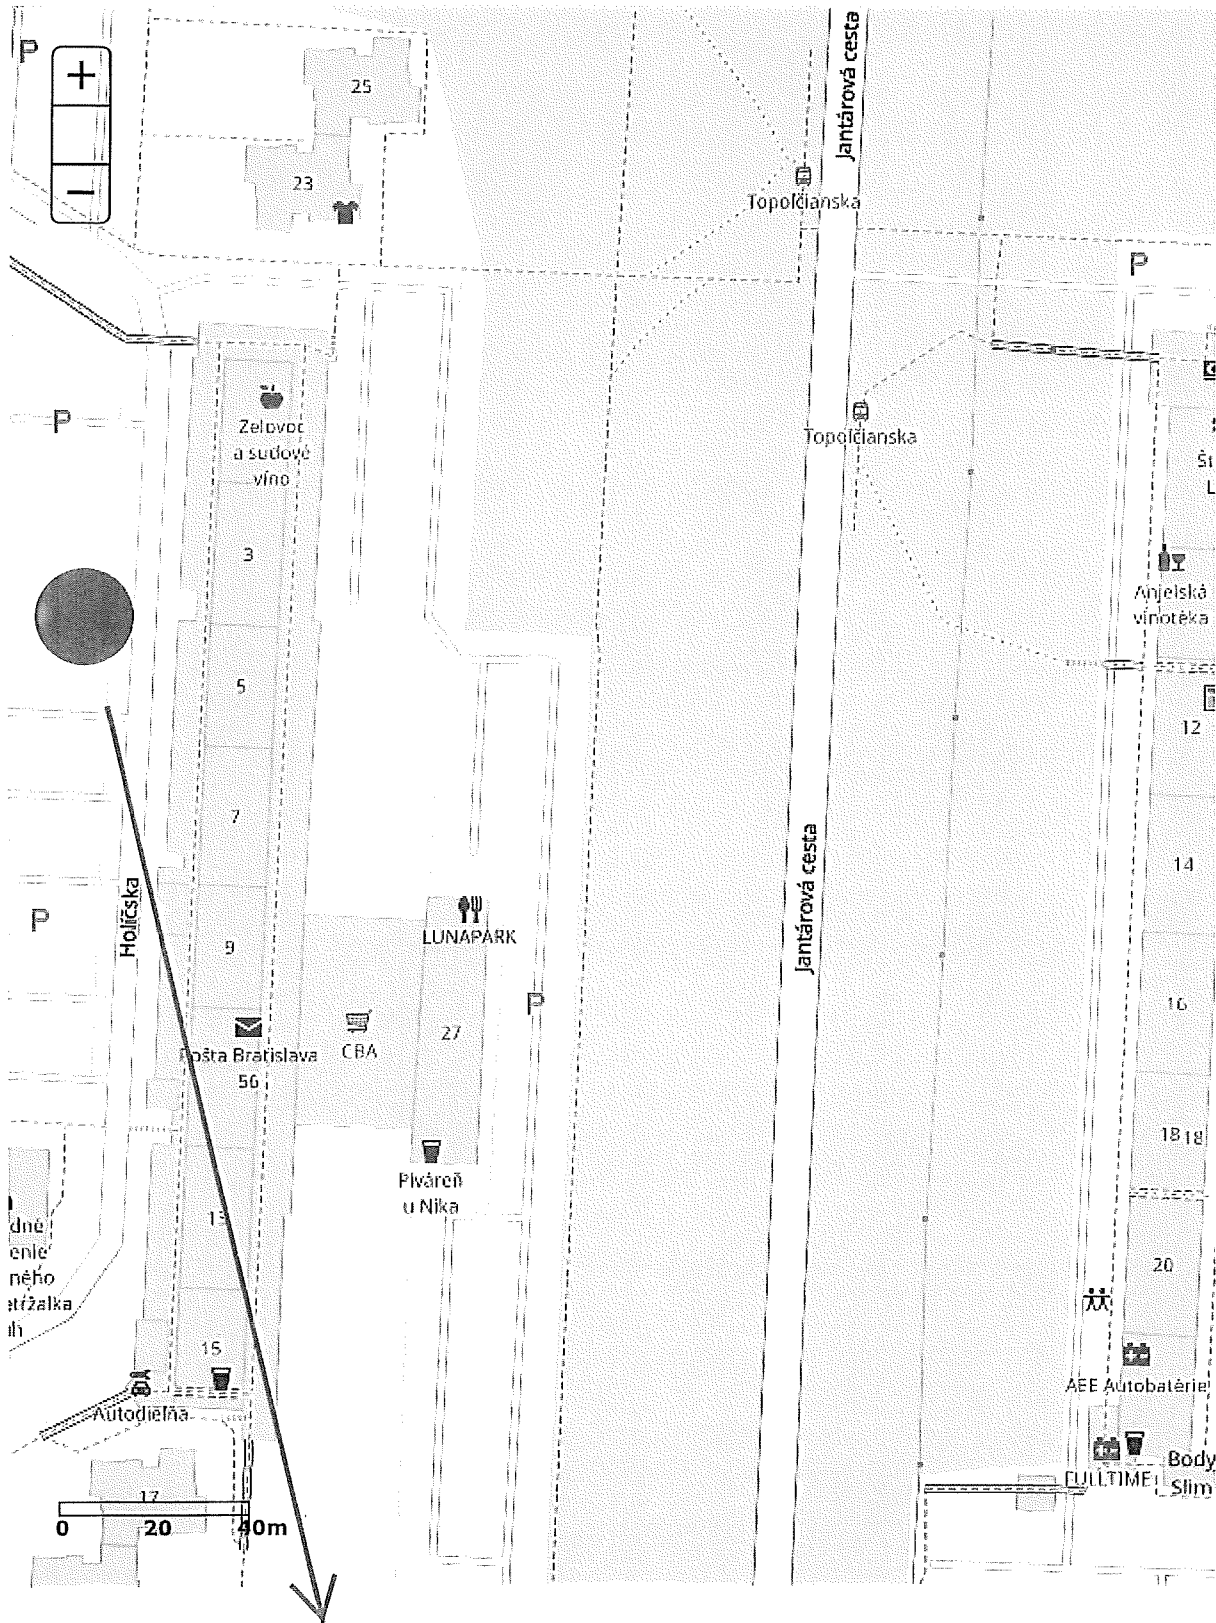 P
+
−
25
23
Jantárová cesta
Topoľčianska
P
P
Zelovoc
a sudové
víno
Topoľčianska
3
Anjelská
vinotéka
5
12
7
14
Holíčska
Jantárová cesta
P
9
LUNAPARK
P
16
Pošta Bratislava
56
CBA
27
18 18
Piváreň
u Nika
13
20
15
Autodielňa
AEE Autobatérie
FULLTIME
Body
Slim
17
0 20 40m